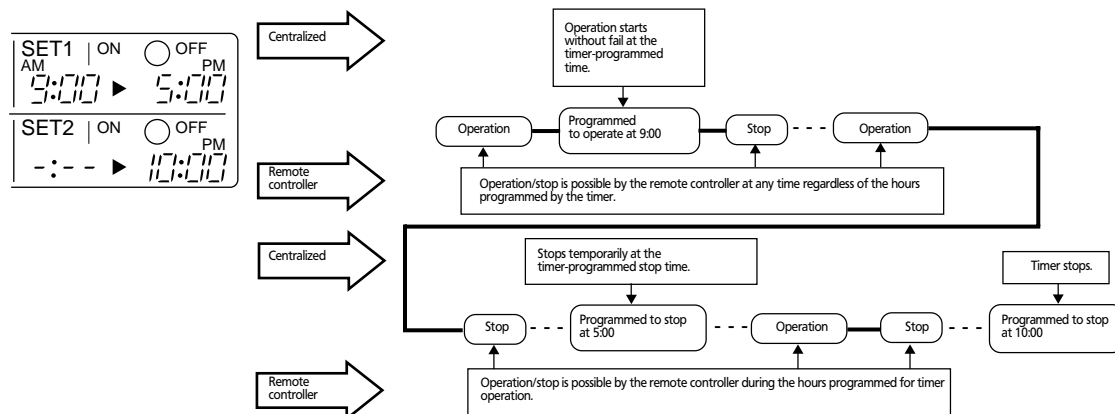 SET1 ON OFF
AM PM
9:00 ▶ 5:00
SET2 ON OFF
PM
-:-- ▶ 10:00
Centralized
Operation starts
without fail at the
timer-programmed
time.
Operation
Programmed
to operate at 9:00
Stop
Operation
Remote
controller
Operation/stop is possible by the remote controller at any time regardless of the hours
programmed by the timer.
Centralized
Stops temporarily at the
timer-programmed stop time.
Timer stops.
Stop
Programmed to stop
at 5:00
Operation
Stop
Programmed to stop
at 10:00
Remote
controller
Operation/stop is possible by the remote controller during the hours programmed for timer
operation.